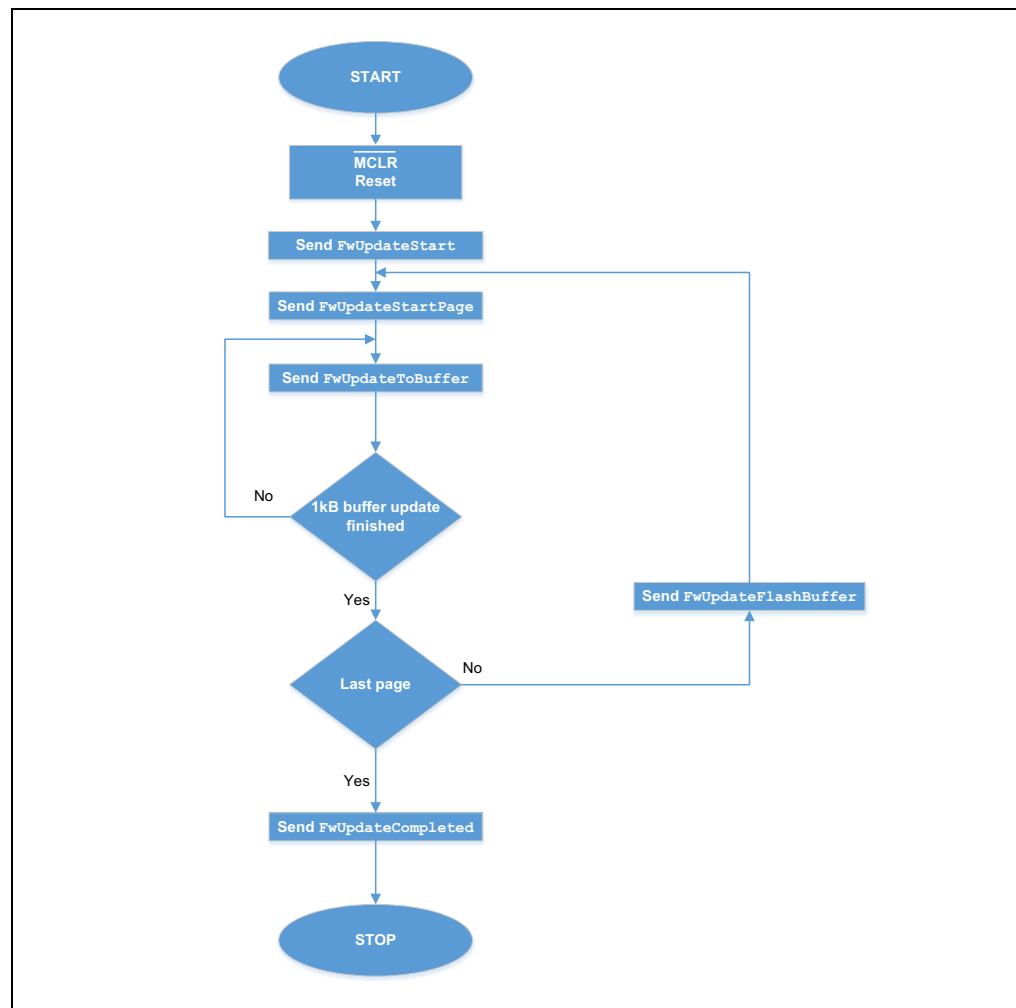 START
MCLR
Reset
Send FwUpdateStart
Send FwUpdateStartPage
Send FwUpdateToBuffer
No
1kB buffer update
finished
Yes
Send FwUpdateFlashBuffer
No
Last page
Yes
Send FwUpdateCompleted
STOP